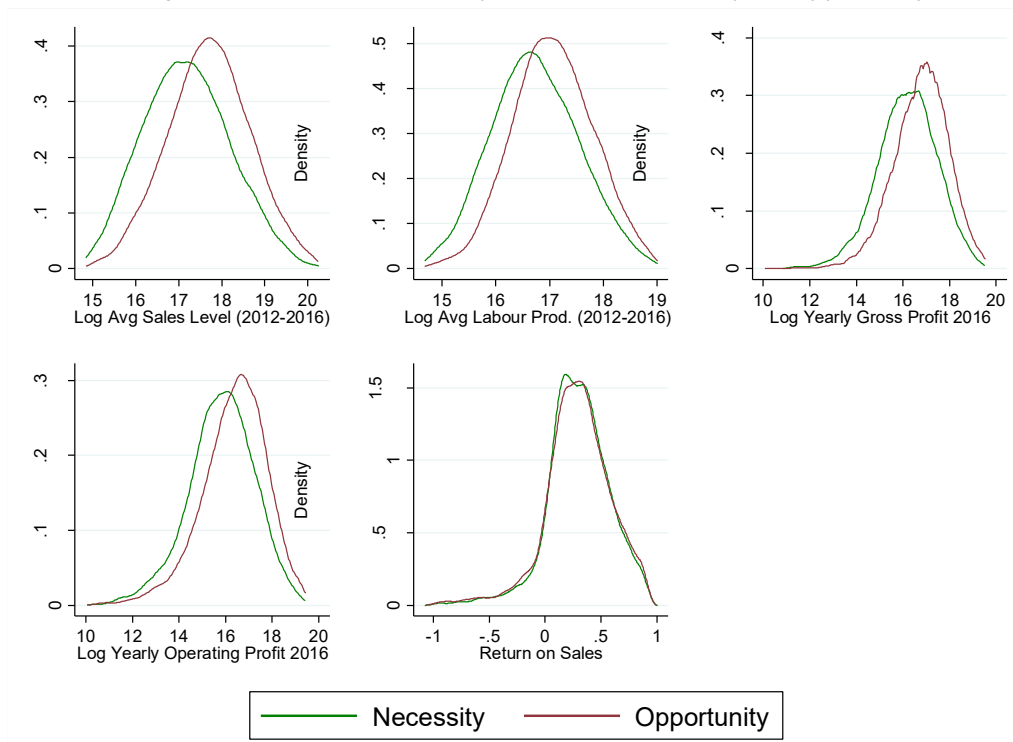 .4
.3
.2
.1
0
15 16 17 18 19 20
Log Avg Sales Level (2012-2016)
Density
.5
.4
.3
.2
.1
0
15 16 17 18 19
Log Avg Labour Prod. (2012-2016)
Density
.4
.3
.2
.1
0
10 12 14 16 18 20
Log Yearly Gross Profit 2016
.3
.2
.1
0
10 12 14 16 18 20
Log Yearly Operating Profit 2016
Density
1.5
1
.5
0
-1 -.5 0 .5 1
Return on Sales
Necessity Opportunity